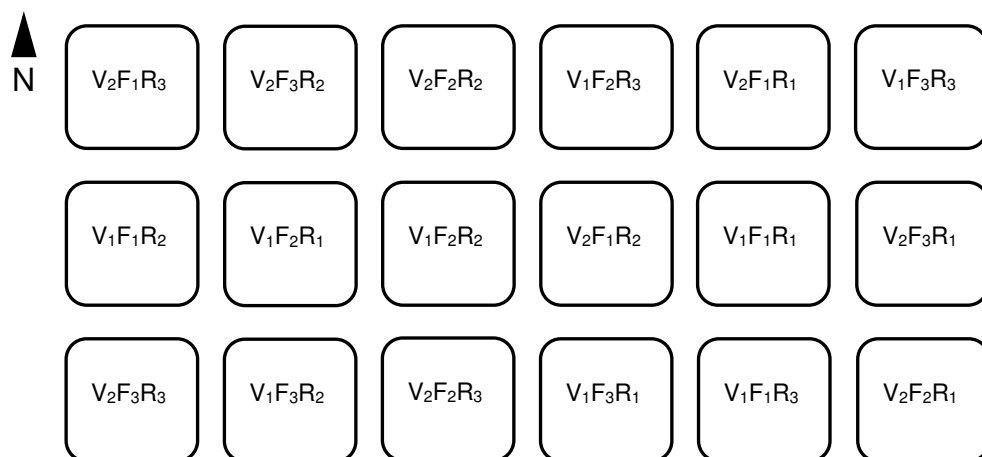 N
V₂F₁R₃ V₂F₃R₂ V₂F₂R₂ V₁F₂R₃ V₂F₁R₁ V₁F₃R₃
V₁F₁R₂ V₁F₂R₁ V₁F₂R₂ V₂F₁R₂ V₁F₁R₁ V₂F₃R₁
V₂F₃R₃ V₁F₃R₂ V₂F₂R₃ V₁F₃R₁ V₁F₁R₃ V₂F₂R₁